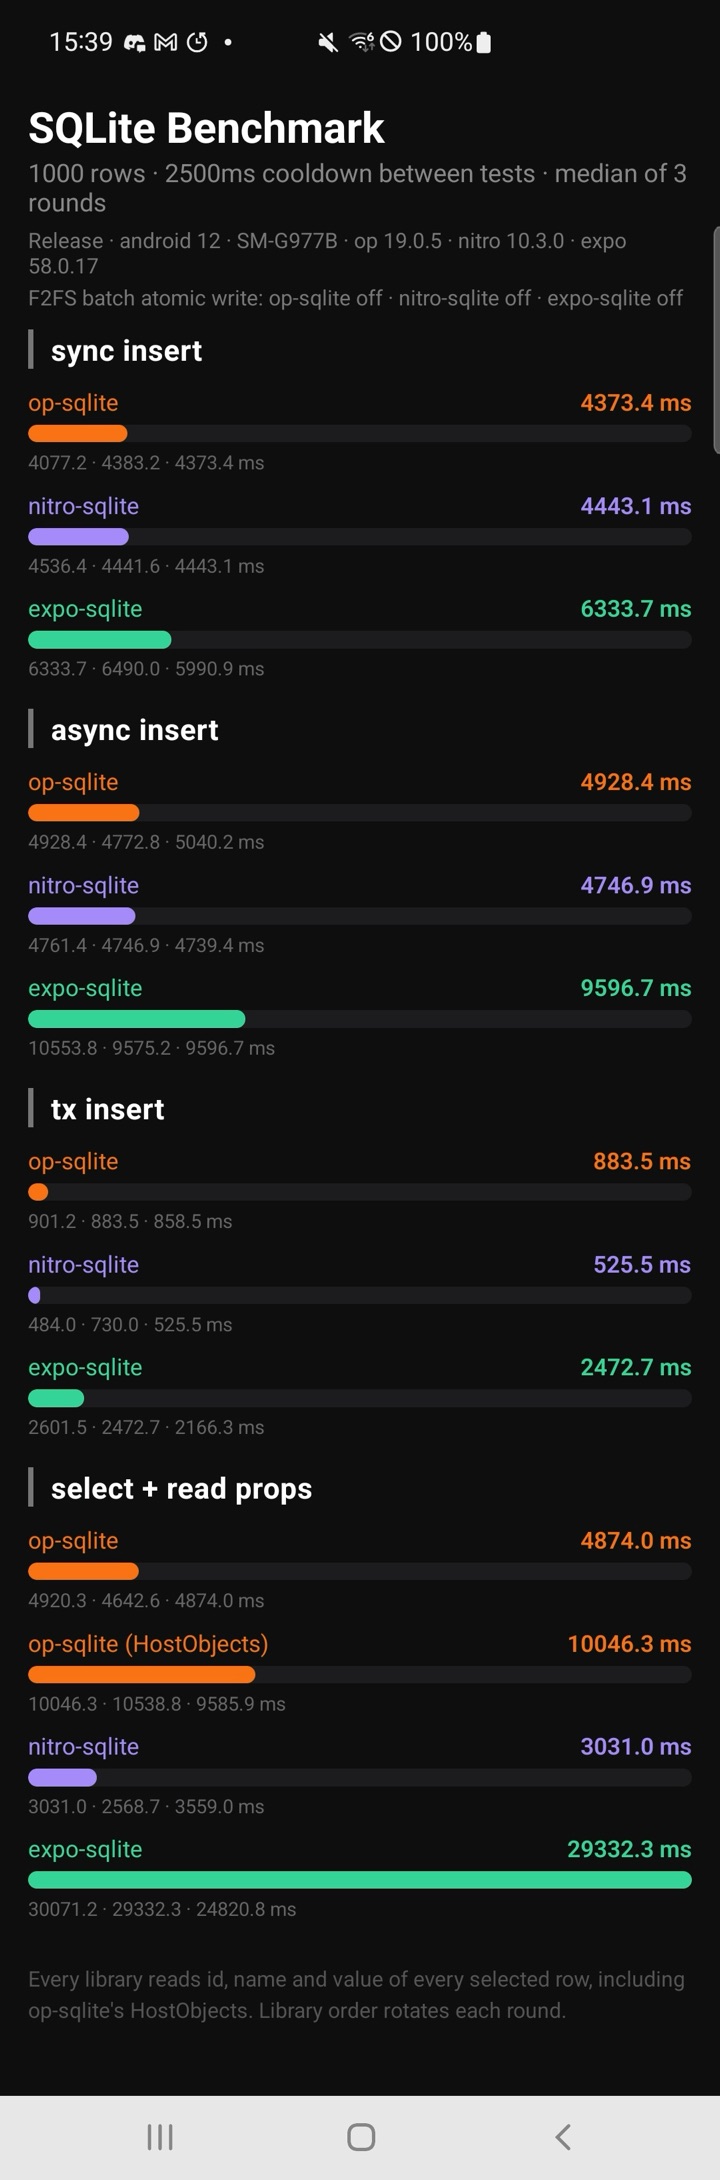 15:39 100%
SQLite Benchmark
1000 rows · 2500ms cooldown between tests · median of 3
rounds
Release · android 12 · SM-G977B · op 19.0.5 · nitro 10.3.0 · expo
58.0.17
F2FS batch atomic write: op-sqlite off · nitro-sqlite off · expo-sqlite off
sync insert
op-sqlite 4373.4 ms
4077.2 · 4383.2 · 4373.4 ms
nitro-sqlite 4443.1 ms
4536.4 · 4441.6 · 4443.1 ms
expo-sqlite 6333.7 ms
6333.7 · 6490.0 · 5990.9 ms
async insert
op-sqlite 4928.4 ms
4928.4 · 4772.8 · 5040.2 ms
nitro-sqlite 4746.9 ms
4761.4 · 4746.9 · 4739.4 ms
expo-sqlite 9596.7 ms
10553.8 · 9575.2 · 9596.7 ms
tx insert
op-sqlite 883.5 ms
901.2 · 883.5 · 858.5 ms
nitro-sqlite 525.5 ms
484.0 · 730.0 · 525.5 ms
expo-sqlite 2472.7 ms
2601.5 · 2472.7 · 2166.3 ms
select + read props
op-sqlite 4874.0 ms
4920.3 · 4642.6 · 4874.0 ms
op-sqlite (HostObjects) 10046.3 ms
10046.3 · 10538.8 · 9585.9 ms
nitro-sqlite 3031.0 ms
3031.0 · 2568.7 · 3559.0 ms
expo-sqlite 29332.3 ms
30071.2 · 29332.3 · 24820.8 ms
Every library reads id, name and value of every selected row, including
op-sqlite's HostObjects. Library order rotates each round.